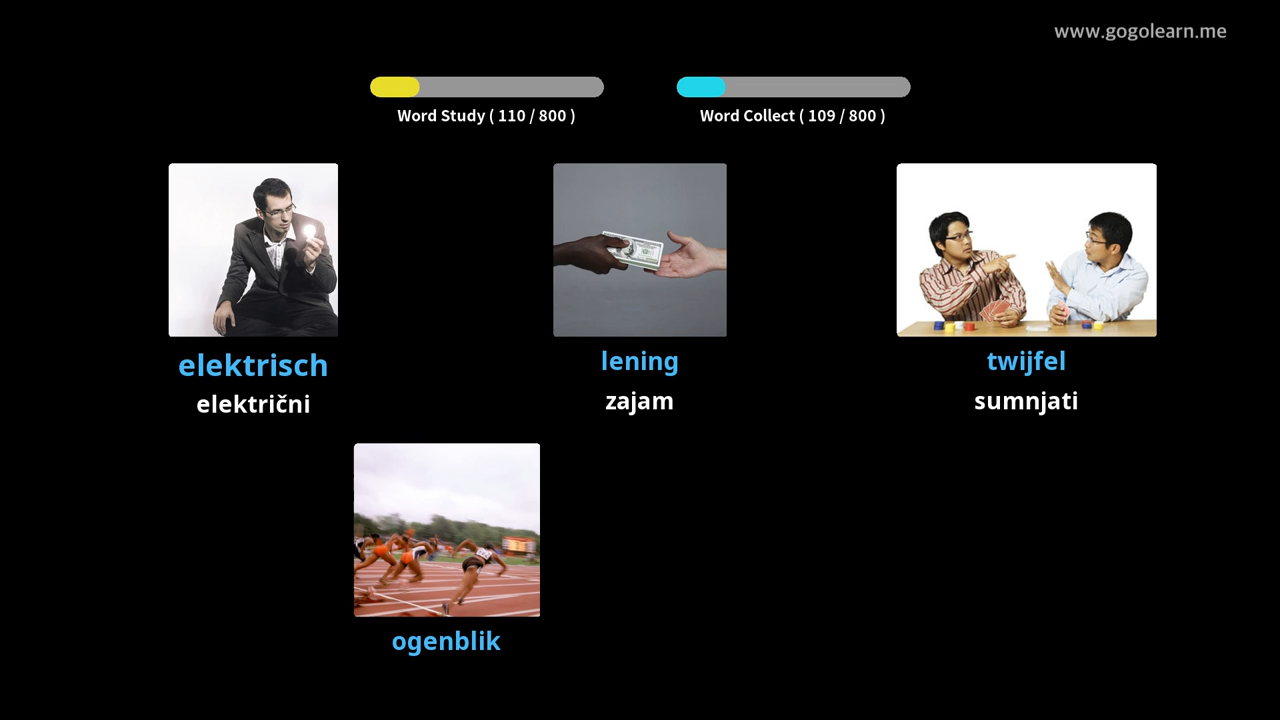 www.gogolearn.me
Word Study ( 110 / 800 )
Word Collect ( 109 / 800 )
elektrisch
električni
lening
zajam
twijfel
sumnjati
ogenblik